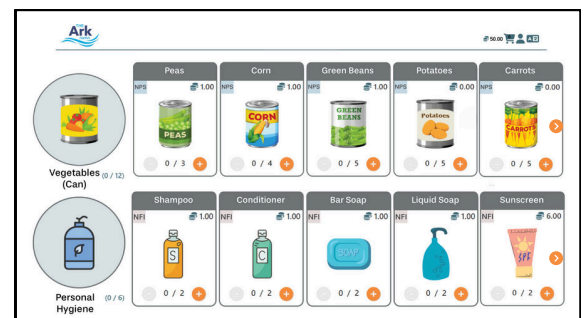 THE
Ark
50.00
Peas
Corn
Green Beans
Potatoes
Carrots
NPS 1.00
NPS 1.00
NPS 1.00
NPS 0.00
NPS 0.00
PEAS
CORN
GREEN
BEANS
Potatoes
CARROTS
0 / 3 +
0 / 4 +
0 / 5 +
0 / 5 +
0 / 5 +
Vegetables (0 / 12)
(Can)
Shampoo
Conditioner
Bar Soap
Liquid Soap
Sunscreen
NFI 1.00
NFI 1.00
NFI 1.00
NFI 1.00
NFI 6.00
S
C
SOAP
SPF
0 / 2 +
0 / 2 +
0 / 2 +
0 / 2 +
0 / 2 +
Personal (0 / 6)
Hygiene